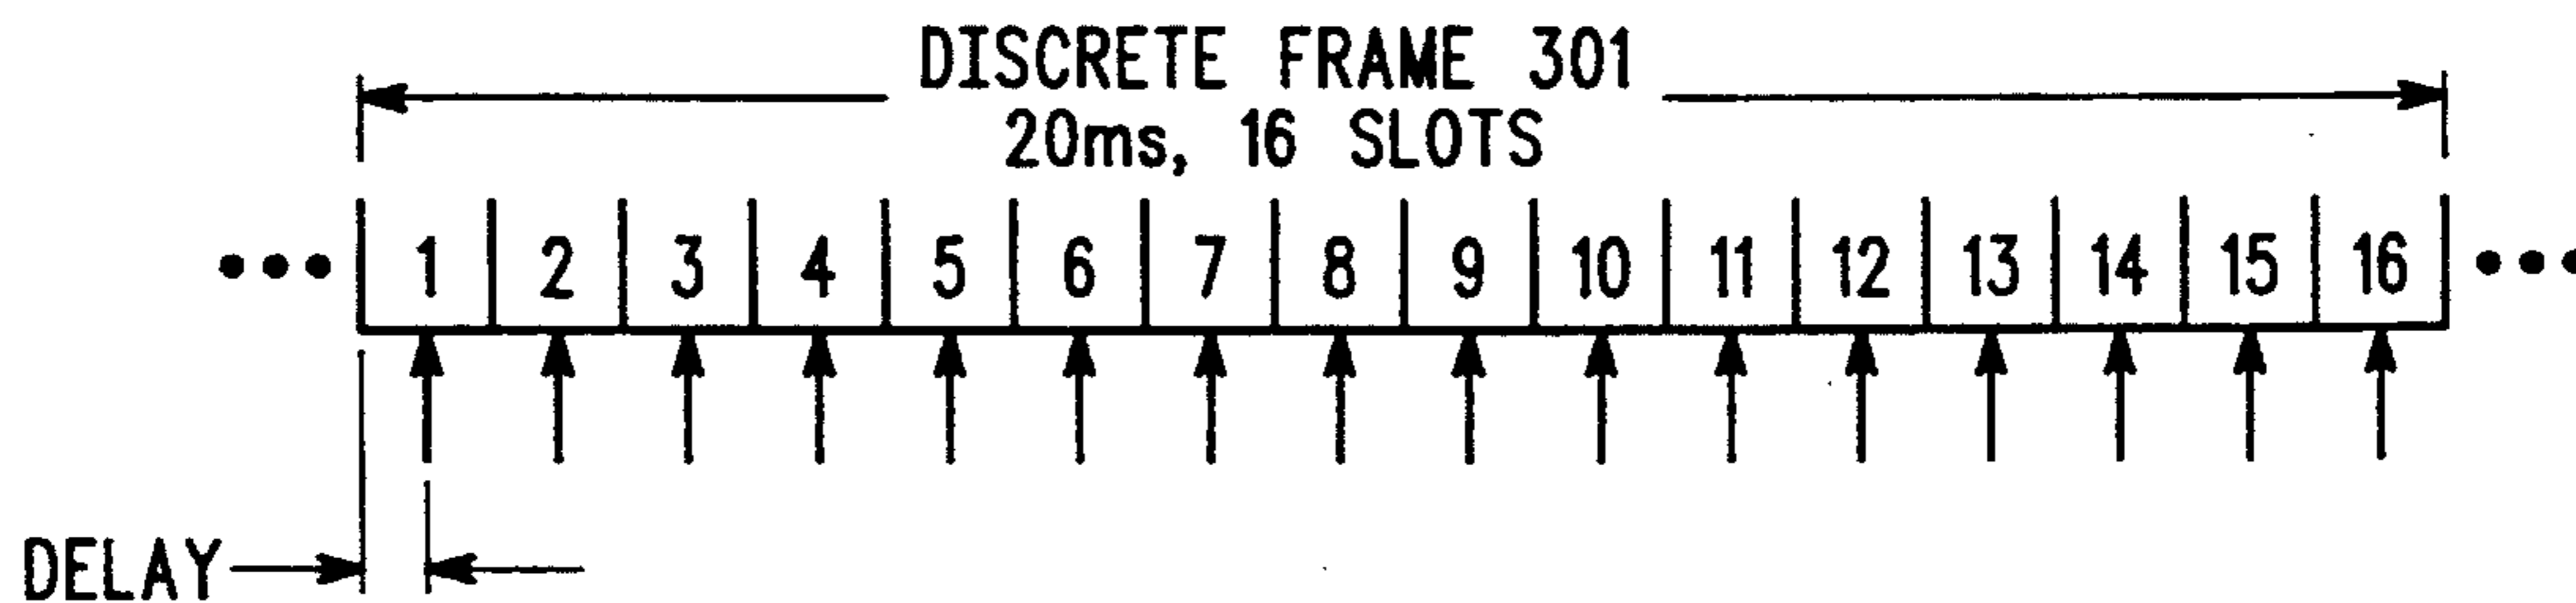 DISCRETE FRAME 301
20ms, 16 SLOTS
1 2 3 4 5 6 7 8 9 10 11 12 13 14 15 16
DELAY